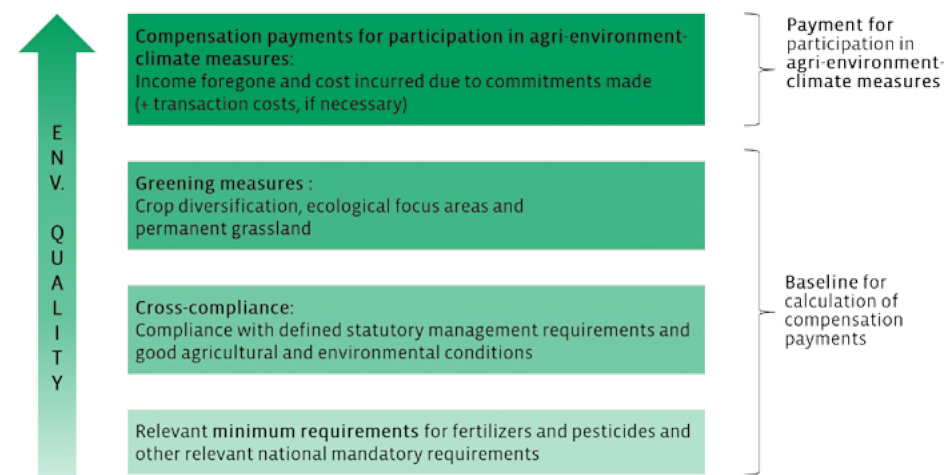 ENV. QUALITY
Compensation payments for participation in agri-environment-
climate measures:
Income foregone and cost incurred due to commitments made
(+ transaction costs, if necessary)
Payment for
participation in
agri-environment-
climate measures
Greening measures :
Crop diversification, ecological focus areas and
permanent grassland
Cross-compliance:
Compliance with defined statutory management requirements and
good agricultural and environmental conditions
Baseline for
calculation of
compensation
payments
Relevant minimum requirements for fertilizers and pesticides and
other relevant national mandatory requirements